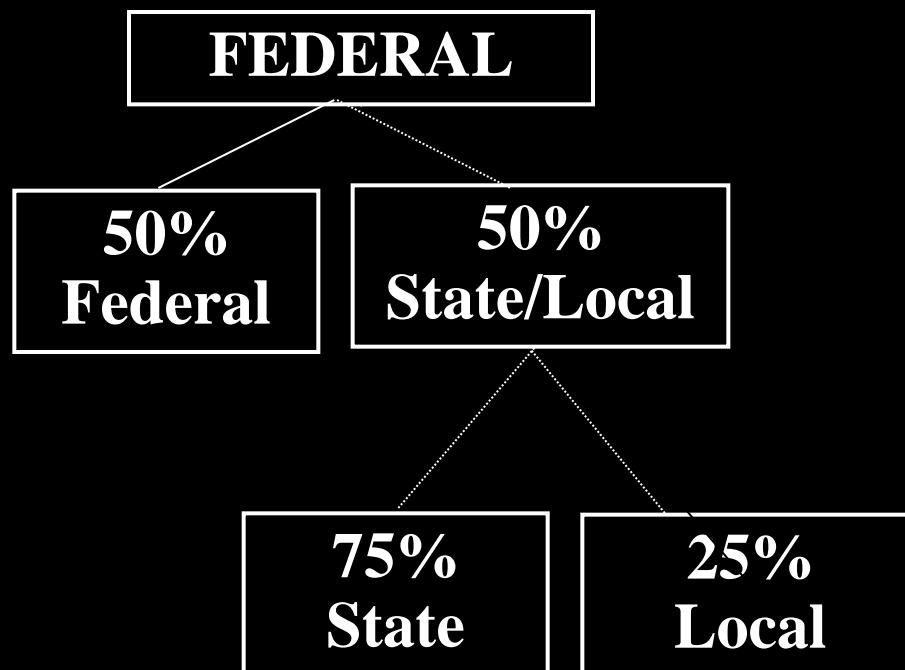 FEDERAL
50%
Federal
50%
State/Local
75%
State
25%
Local